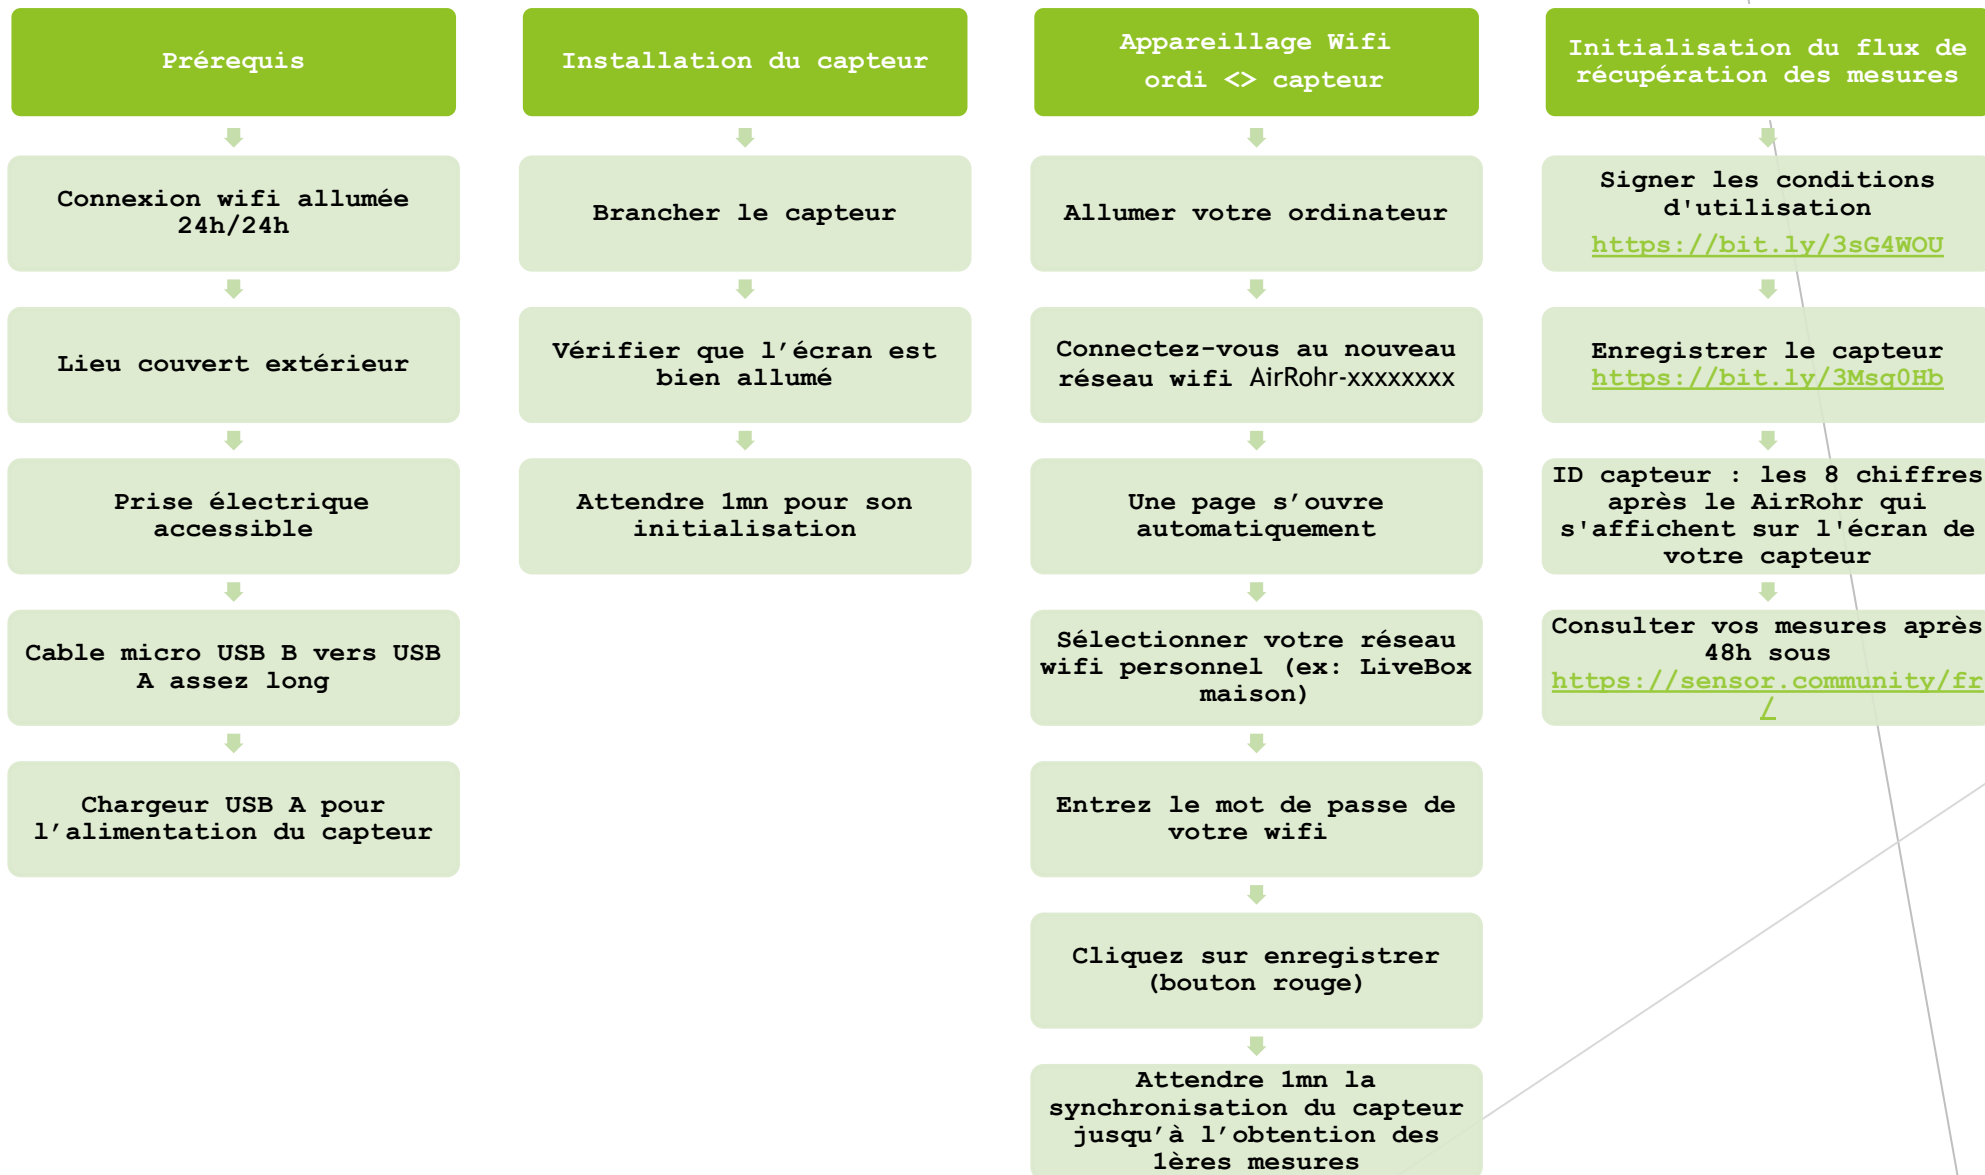 Prérequis
Connexion wifi allumée
24h/24h
Lieu couvert extérieur
Prise électrique
accessible
Cable micro USB B vers USB
A assez long
Chargeur USB A pour
l’alimentation du capteur
Installation du capteur
Brancher le capteur
Vérifier que l’écran est
bien allumé
Attendre 1mn pour son
initialisation
Appareillage Wifi
ordi <> capteur
Allumer votre ordinateur
Connectez-vous au nouveau
réseau wifi AirRohr-xxxxxxxx
Une page s’ouvre
automatiquement
Sélectionner votre réseau
wifi personnel (ex: LiveBox
maison)
Entrez le mot de passe de
votre wifi
Cliquez sur enregistrer
(bouton rouge)
Attendre 1mn la
synchronisation du capteur
jusqu’à l’obtention des
1ères mesures
Initialisation du flux de
récupération des mesures
Signer les conditions
d'utilisation
https://bit.ly/3sG4WOU
Enregistrer le capteur
https://bit.ly/3Msq0Hb
ID capteur : les 8 chiffres
après le AirRohr qui
s'affichent sur l'écran de
votre capteur
Consulter vos mesures après
48h sous
https://sensor.community/fr
/